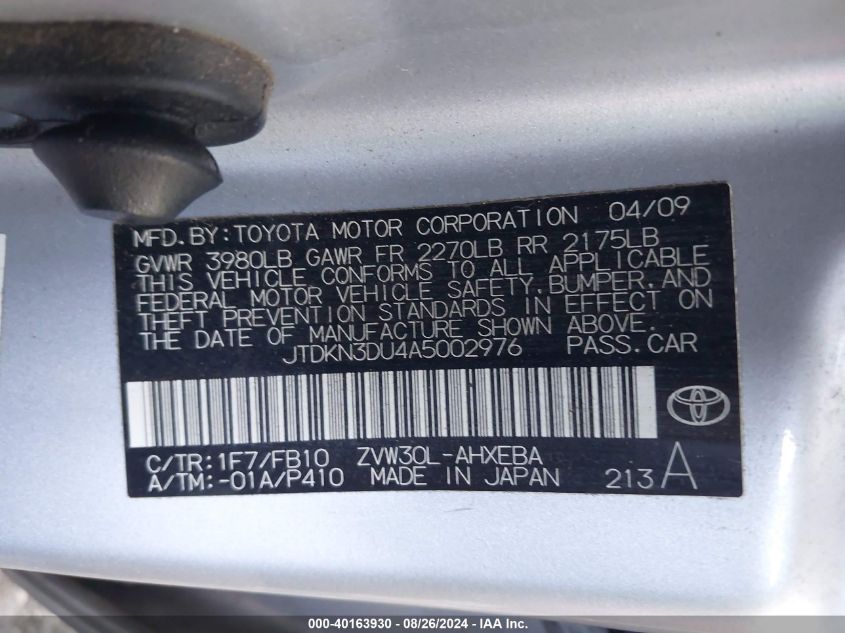 MFD. BY: TOYOTA MOTOR CORPORATION 04/09
GVWR 3980LB GAWR FR 2270LB RR 2175LB
THIS VEHICLE CONFORMS TO ALL APPLICABLE
FEDERAL MOTOR VEHICLE SAFETY, BUMPER, AND
THEFT PREVENTION STANDARDS IN EFFECT ON
THE DATE OF MANUFACTURE SHOWN ABOVE.
JTDKN3DU4A5002976 PASS. CAR
C/TR: 1F7/FB10 ZVW30L-AHXEBA
A/TM: -01A/P410 MADE IN JAPAN 213 A
000-40163930 - 08/26/2024 - IAA Inc.